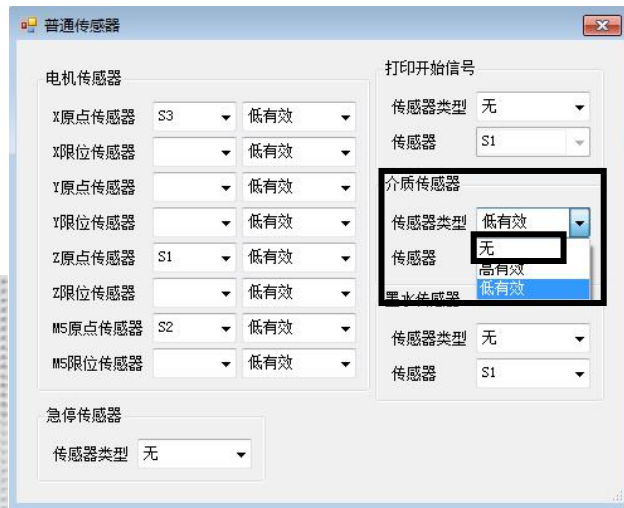 普通传感器
电机传感器
X原点传感器 S3 低有效
X限位传感器 低有效
Y原点传感器 低有效
Y限位传感器 低有效
Z原点传感器 S1 低有效
Z限位传感器 低有效
M5原点传感器 S2 低有效
M5限位传感器 低有效
急停传感器
传感器类型 无
打印开始信号
传感器类型 无
传感器 S1
介质传感器
传感器类型 低有效
传感器
无
高有效
低有效
墨水传感器
传感器类型 无
传感器 S1